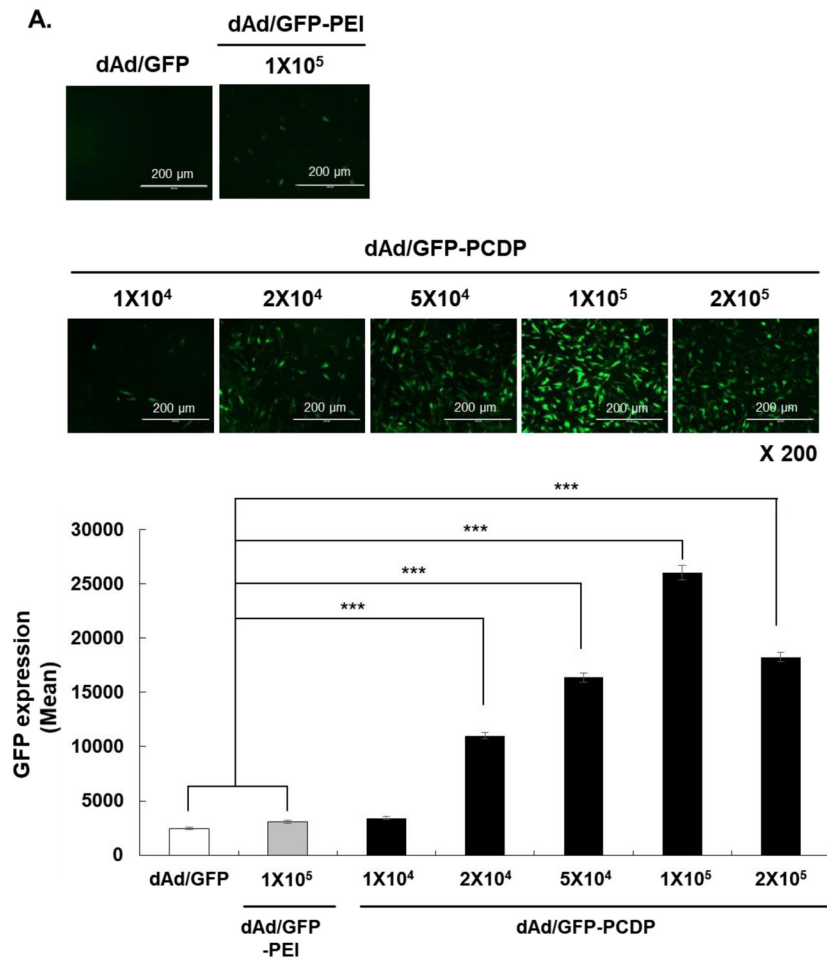 A.
dAd/GFP-PEI
dAd/GFP 1X10⁵
200 µm 200 µm
dAd/GFP-PCDP
1X10⁴ 2X10⁴ 5X10⁴ 1X10⁵ 2X10⁵
200 µm 200 µm 200 µm 200 µm 200 µm
X 200
***
***
***
***
30000
25000
20000
15000
10000
5000
0
GFP expression
(Mean)
dAd/GFP 1X10⁵ 1X10⁴ 2X10⁴ 5X10⁴ 1X10⁵ 2X10⁵
dAd/GFP
-PEI
dAd/GFP-PCDP